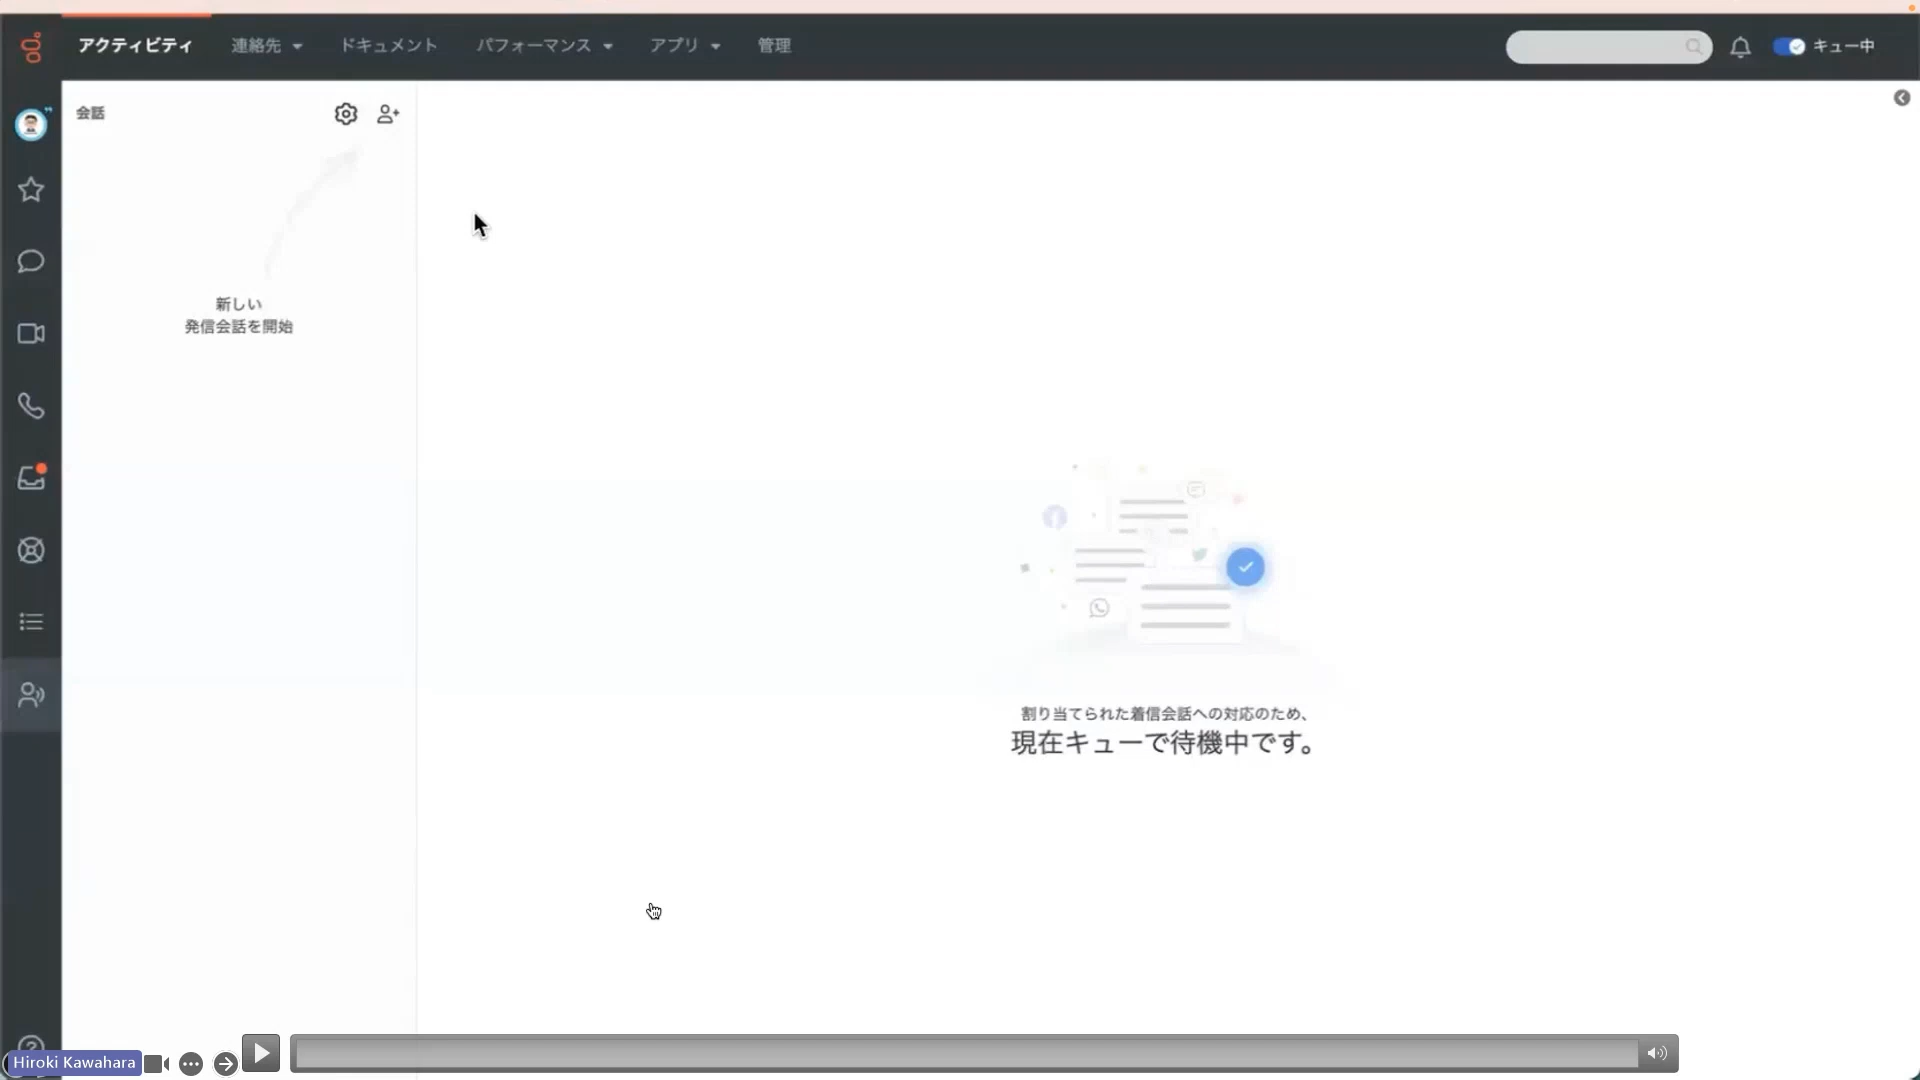 アクティビティ 連絡先 ドキュメント パフォーマンス アプリ 管理 キュー中
会話
新しい
発信会話を開始
割り当てられた着信会話への対応のため、
現在キューで待機中です。
Hiroki Kawahara